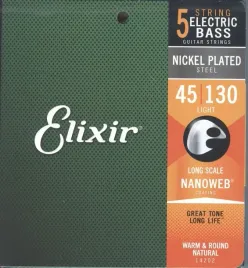 5 STRING
ELECTRIC
BASS
GUITAR STRINGS
NICKEL PLATED
STEEL
45 130
LIGHT
Elixir
LONG SCALE
NANOWEB®
COATING
GREAT TONE
LONG LIFE
WARM & ROUND
NATURAL
14202